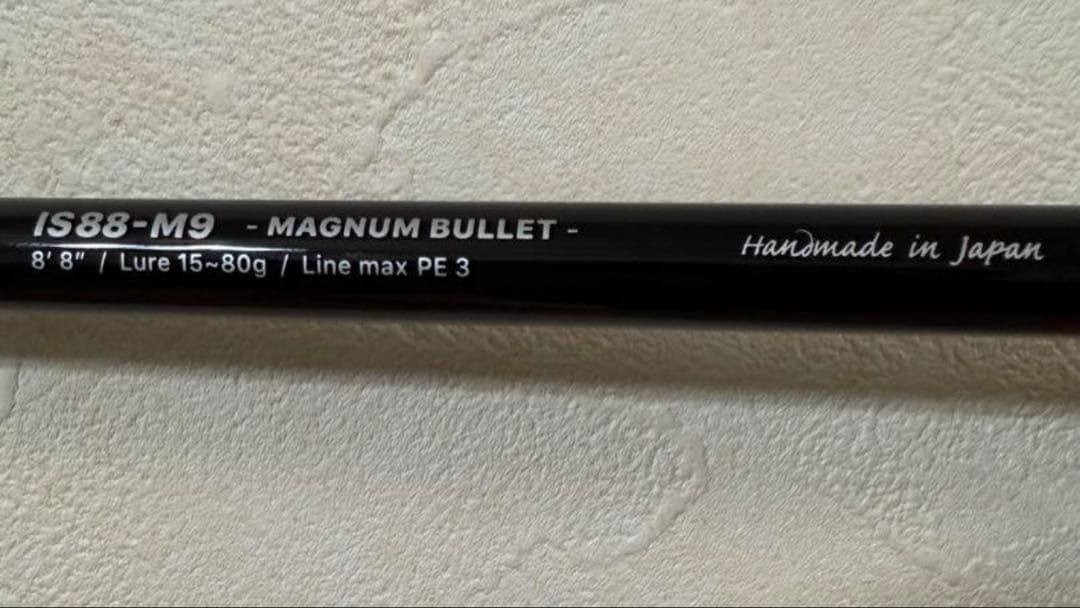 IS88-M9 - MAGNUM BULLET -
8' 8" / Lure 15~80g / Line max PE 3
Handmade in Japan